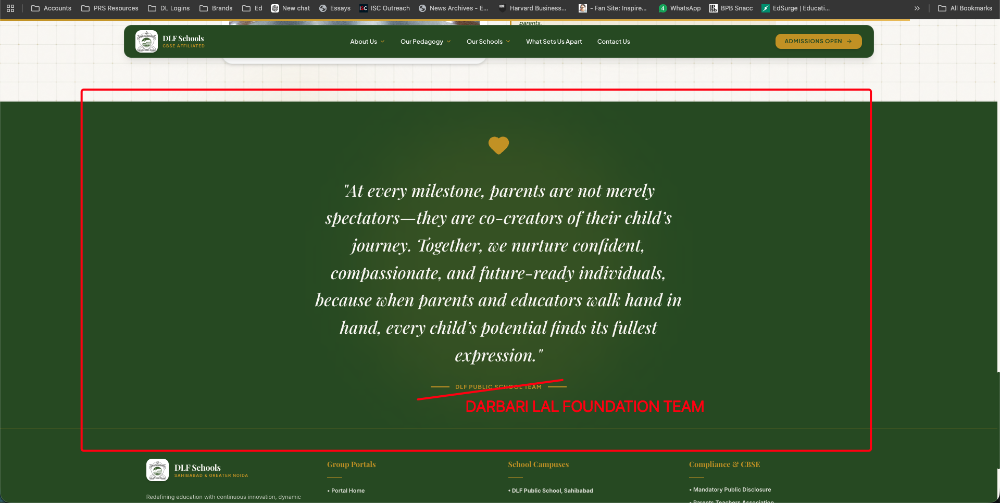 Accounts
PRS Resources
DL Logins
Brands
Ed
New chat
Essays
ISC Outreach
News Archives - E...
Harvard Business...
- Fan Site: Inspire...
WhatsApp
BPB Snacc
EdSurge | Educati...
All Bookmarks
parents.
DLF Schools
CBSE AFFILIATED
About Us
Our Pedagogy
Our Schools
What Sets Us Apart
Contact Us
ADMISSIONS OPEN
"At every milestone, parents are not merely
spectators—they are co-creators of their child’s
journey. Together, we nurture confident,
compassionate, and future-ready individuals,
because when parents and educators walk hand in
hand, every child’s potential finds its fullest
expression."
DLF PUBLIC SCHOOL TEAM
DARBARI LAL FOUNDATION TEAM
DLF Schools
SAHIBABAD & GREATER NOIDA
Redefining education with continuous innovation, dynamic
Group Portals
• Portal Home
School Campuses
• DLF Public School, Sahibabad
Compliance & CBSE
• Mandatory Public Disclosure
• Parents Teachers Association